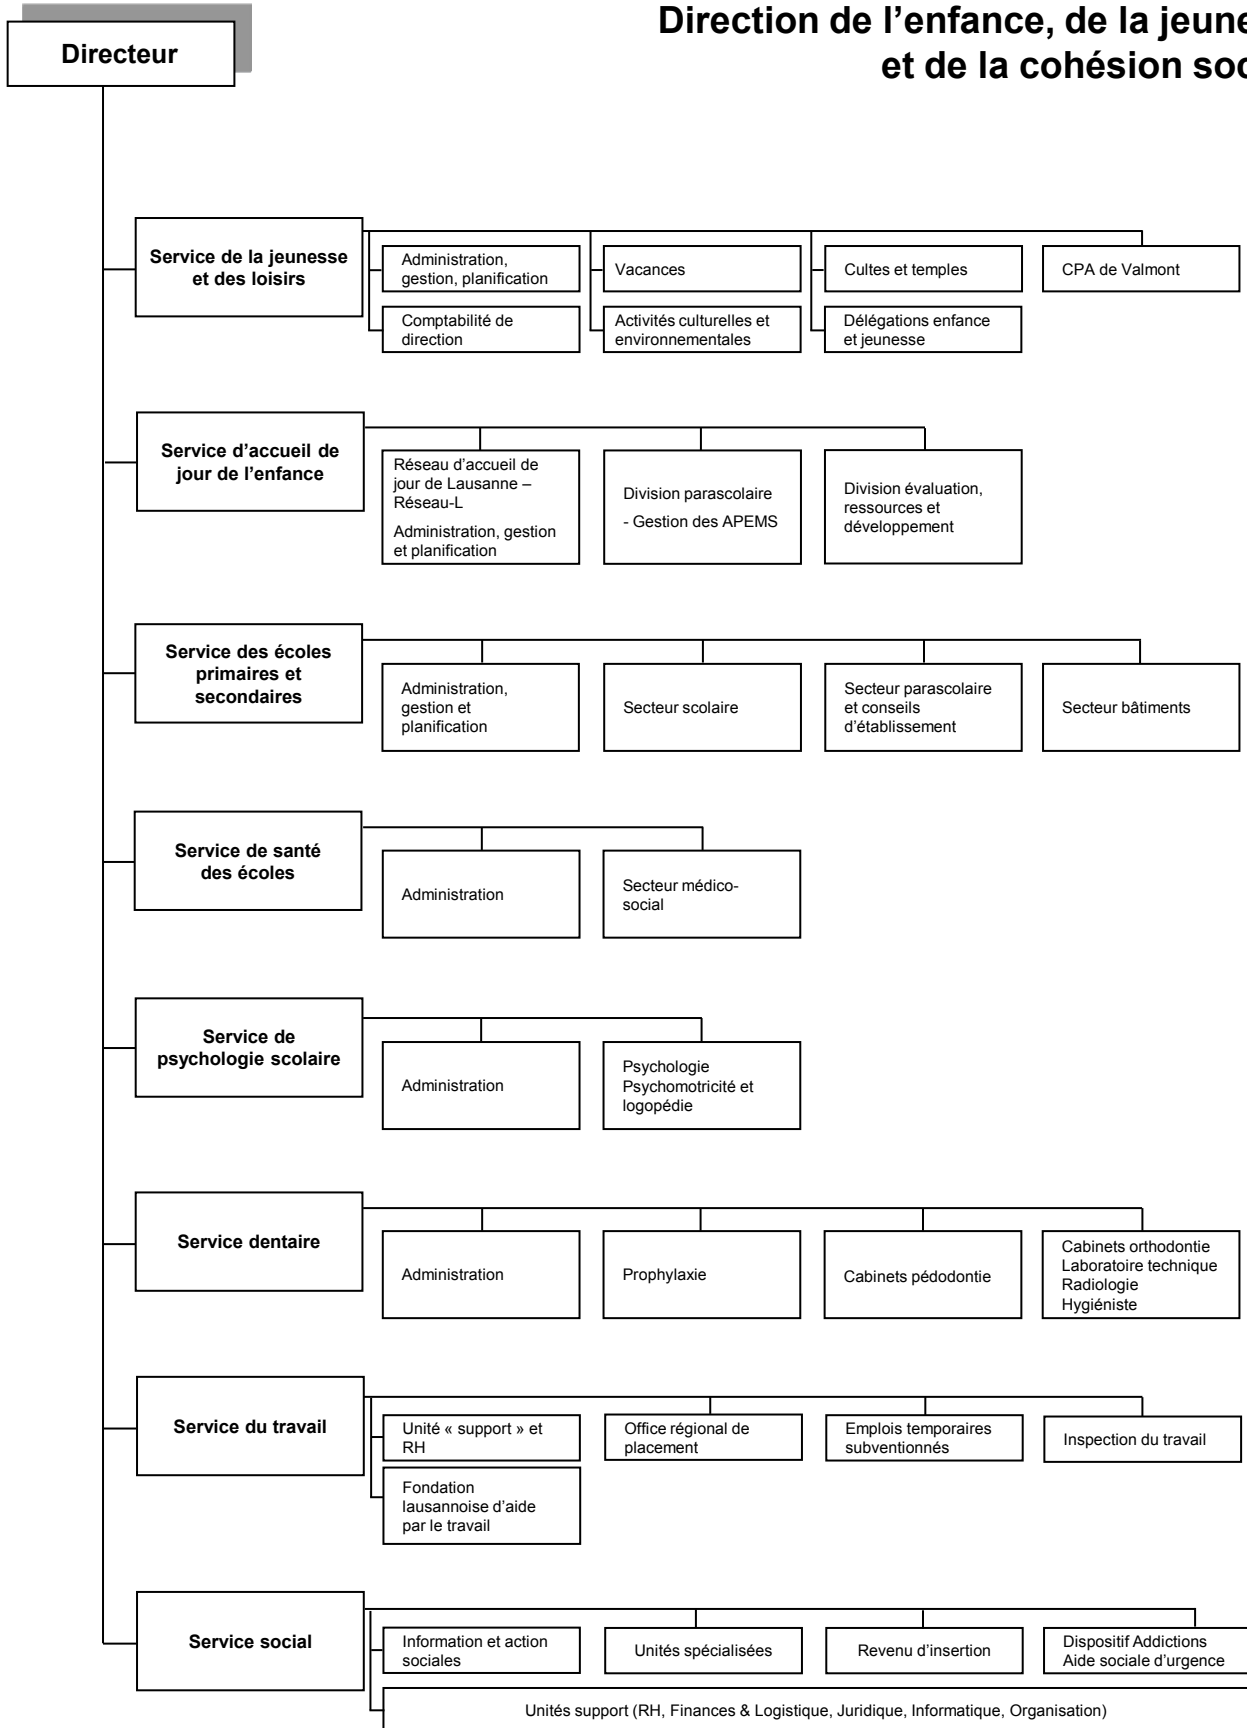 Direction de l'enfance, de la jeune
et de la cohésion soc
Directeur
Service de la jeunesse
et des loisirs
Administration,
gestion, planification
Vacances
Cultes et temples
CPA de Valmont
Comptabilité de
direction
Activités culturelles et
environnementales
Délégations enfance
et jeunesse
Service d'accueil de
jour de l'enfance
Réseau d'accueil de
jour de Lausanne –
Réseau-L
Administration, gestion
et planification
Division parascolaire
- Gestion des APEMS
Division évaluation,
ressources et
développement
Service des écoles
primaires et
secondaires
Administration,
gestion et
planification
Secteur scolaire
Secteur parascolaire
et conseils
d'établissement
Secteur bâtiments
Service de santé
des écoles
Administration
Secteur médico-
social
Service de
psychologie scolaire
Administration
Psychologie
Psychomotricité et
logopédie
Service dentaire
Administration
Prophylaxie
Cabinets pédodontie
Cabinets orthodontie
Laboratoire technique
Radiologie
Hygiéniste
Service du travail
Unité « support » et
RH
Office régional de
placement
Emplois temporaires
subventionnés
Inspection du travail
Fondation
lausannoise d'aide
par le travail
Service social
Information et action
sociales
Unités spécialisées
Revenu d'insertion
Dispositif Addictions
Aide sociale d'urgence
Unités support (RH, Finances & Logistique, Juridique, Informatique, Organisation)